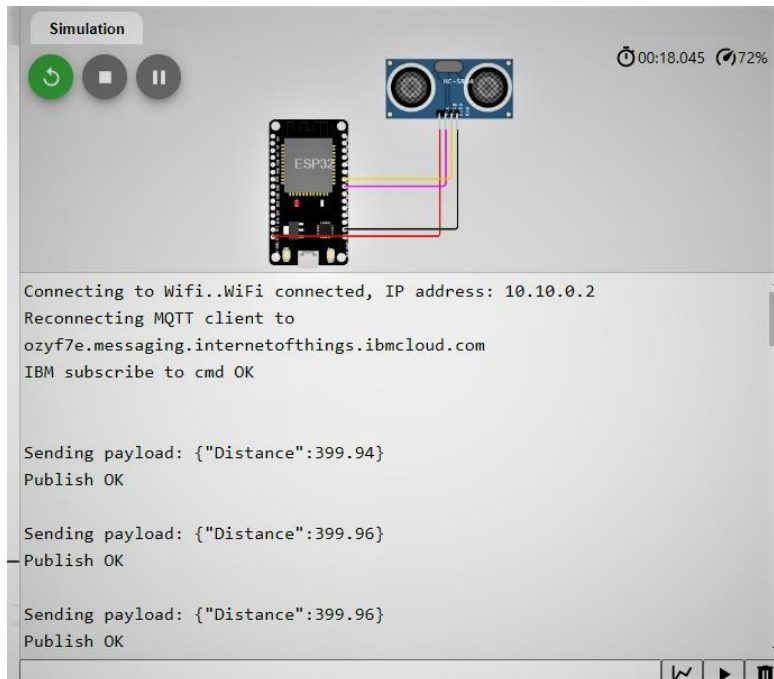 Simulation
00:18.045 72%
HC-SR04
ESP32
Connecting to Wifi..WiFi connected, IP address: 10.10.0.2
Reconnecting MQTT client to
ozyf7e.messaging.internetofthings.ibmcloud.com
IBM subscribe to cmd OK
Sending payload: {"Distance":399.94}
Publish OK
Sending payload: {"Distance":399.96}
Publish OK
Sending payload: {"Distance":399.96}
Publish OK